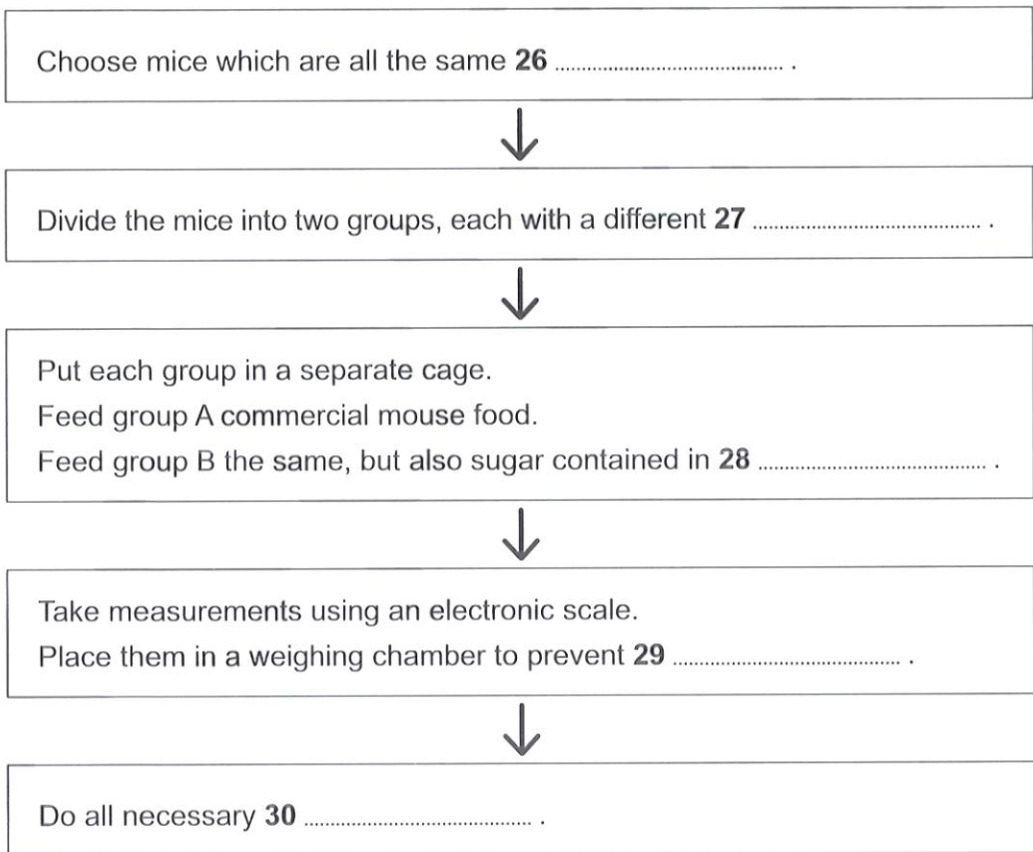 Choose mice which are all the same 26 ........................................ .
Divide the mice into two groups, each with a different 27 ........................................ .
Put each group in a separate cage.
Feed group A commercial mouse food.
Feed group B the same, but also sugar contained in 28 ........................................ .
Take measurements using an electronic scale.
Place them in a weighing chamber to prevent 29 ........................................ .
Do all necessary 30 ........................................ .